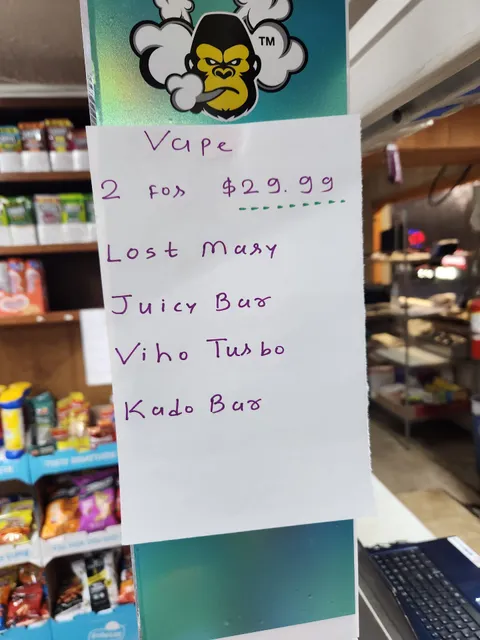 TM
Vape
2 FOR $29.99
Lost Mary
Juicy Bar
Viho Turbo
Kado Bar